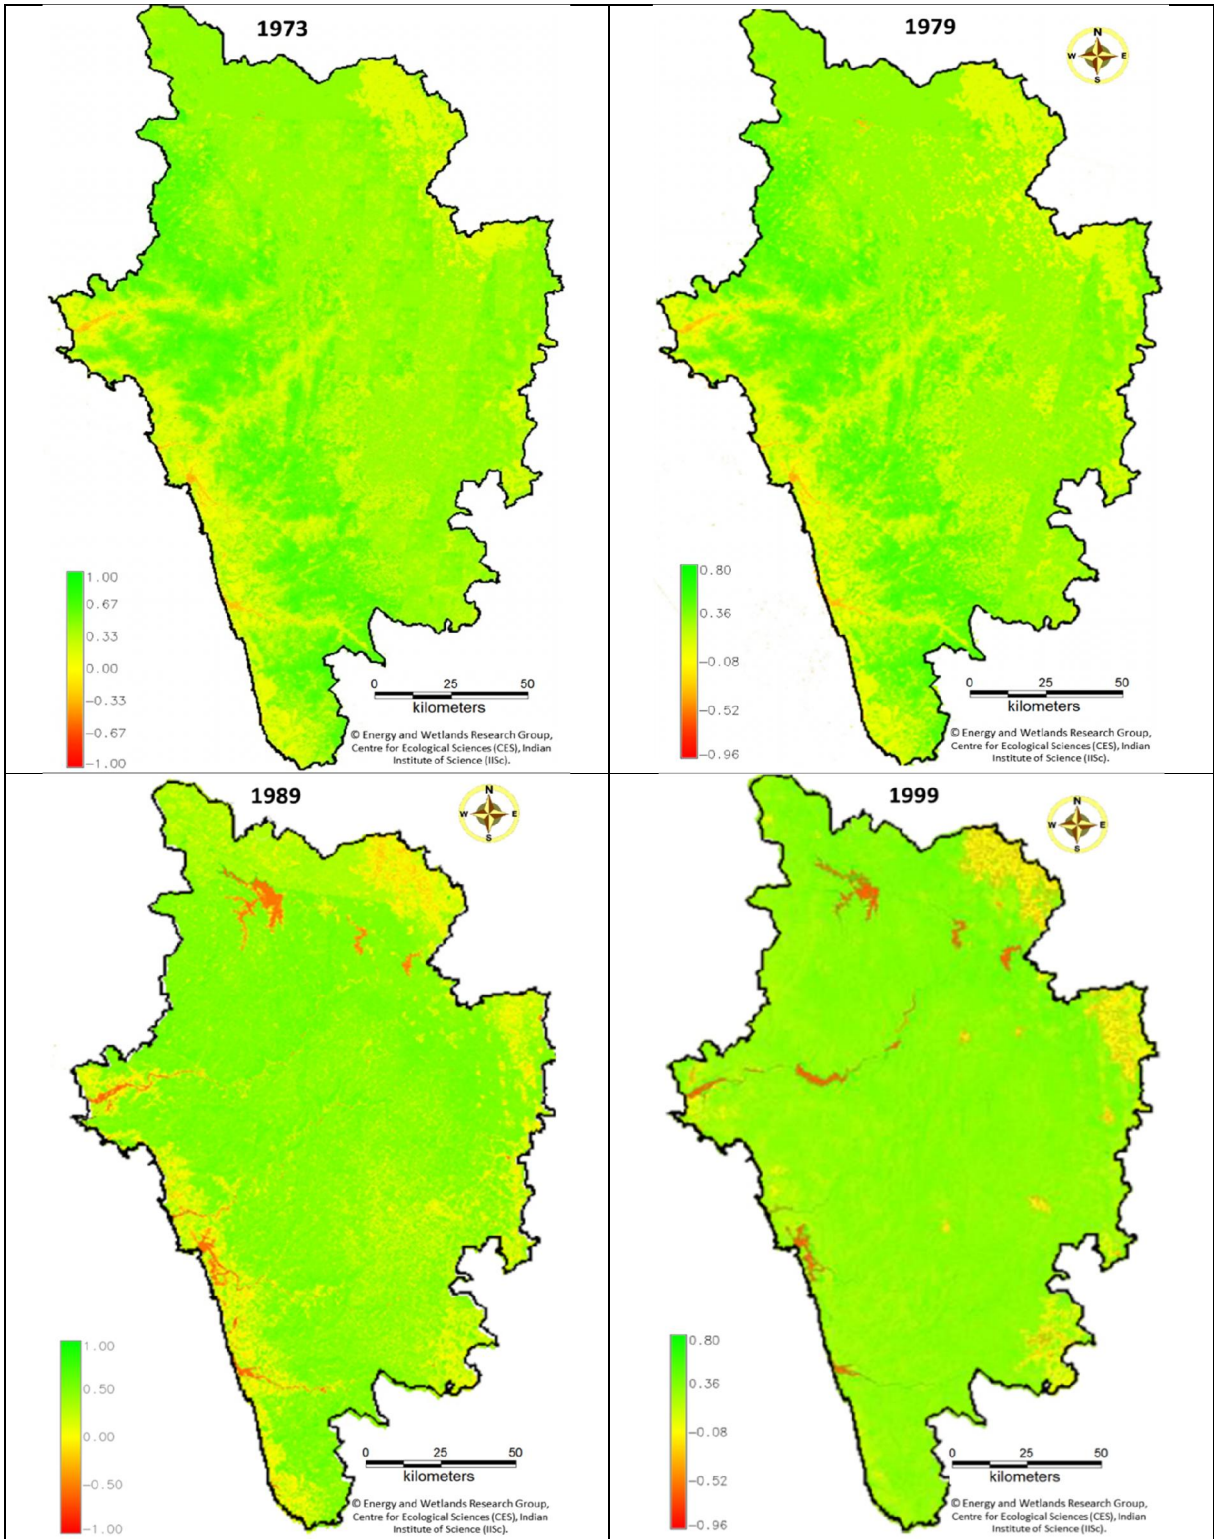 1973
1.00
0.67
0.33
0.00
−0.33
−0.67
−1.00
0 25 50
kilometers
© Energy and Wetlands Research Group,
Centre for Ecological Sciences (CES), Indian
Institute of Science (IISc).
1979
N
W E
S
0.80
0.36
−0.08
−0.52
−0.96
0 25 50
kilometers
© Energy and Wetlands Research Group,
Centre for Ecological Sciences (CES), Indian
Institute of Science (IISc).
1989
N
W E
S
1.00
0.50
0.00
−0.50
−1.00
0 25 50
kilometers
© Energy and Wetlands Research Group,
Centre for Ecological Sciences (CES), Indian
Institute of Science (IISc).
1999
N
W E
S
0.80
0.36
−0.08
−0.52
−0.96
0 25 50
kilometers
© Energy and Wetlands Research Group,
Centre for Ecological Sciences (CES), Indian
Institute of Science (IISc).